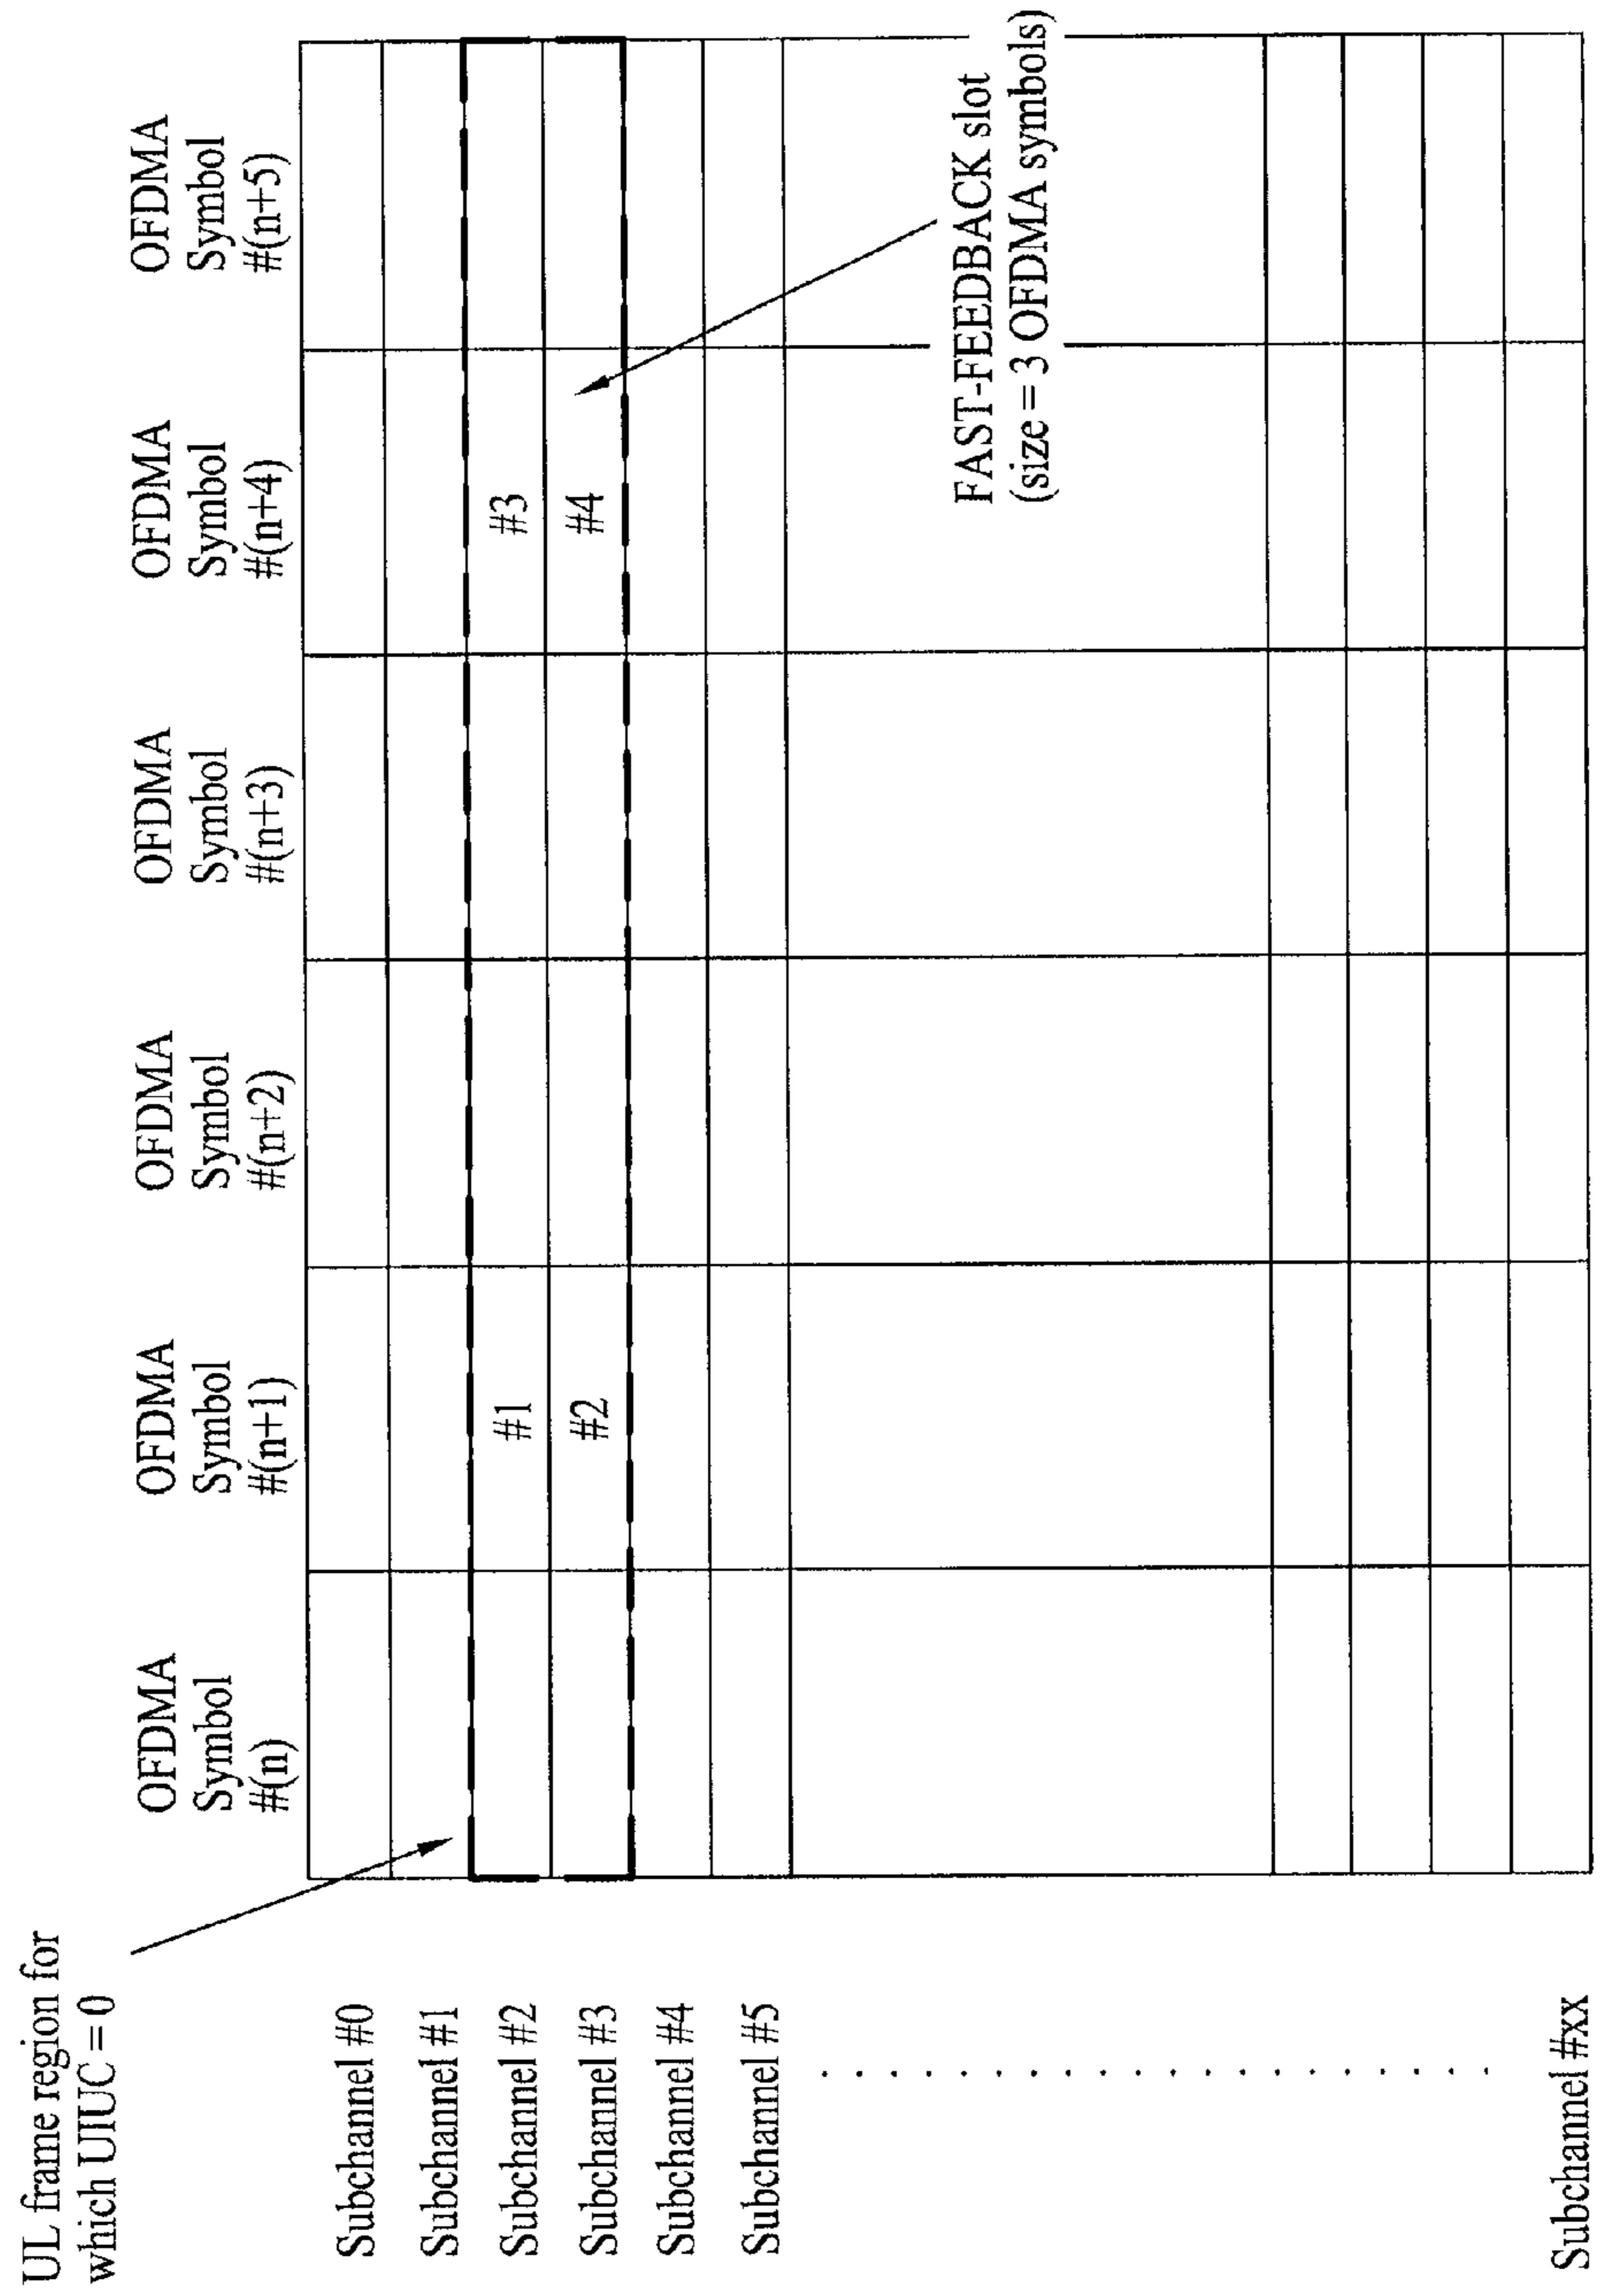 UL frame region for
which UIUC = 0
OFDMA
Symbol
#(n)
OFDMA
Symbol
#(n+1)
OFDMA
Symbol
#(n+2)
OFDMA
Symbol
#(n+3)
OFDMA
Symbol
#(n+4)
OFDMA
Symbol
#(n+5)
Subchannel #0
Subchannel #1
Subchannel #2
#1
#3
Subchannel #3
#2
#4
Subchannel #4
Subchannel #5
FAST-FEEDBACK slot
(size = 3 OFDMA symbols)
Subchannel #xx